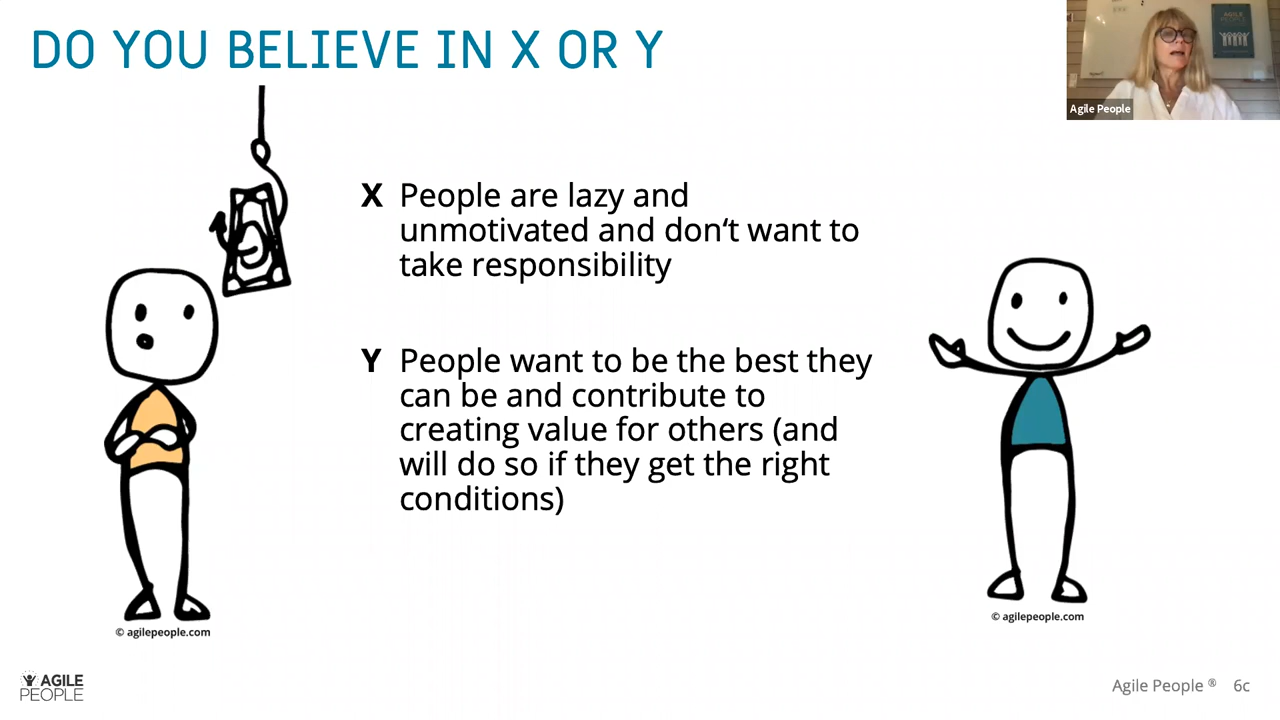 DO YOU BELIEVE IN X OR Y
Agile People
X People are lazy and
unmotivated and don‘t want to
take responsibility
Y People want to be the best they
can be and contribute to
creating value for others (and
will do so if they get the right
conditions)
© agilepeople.com
© agilepeople.com
AGILE
PEOPLE
Agile People ® 6c